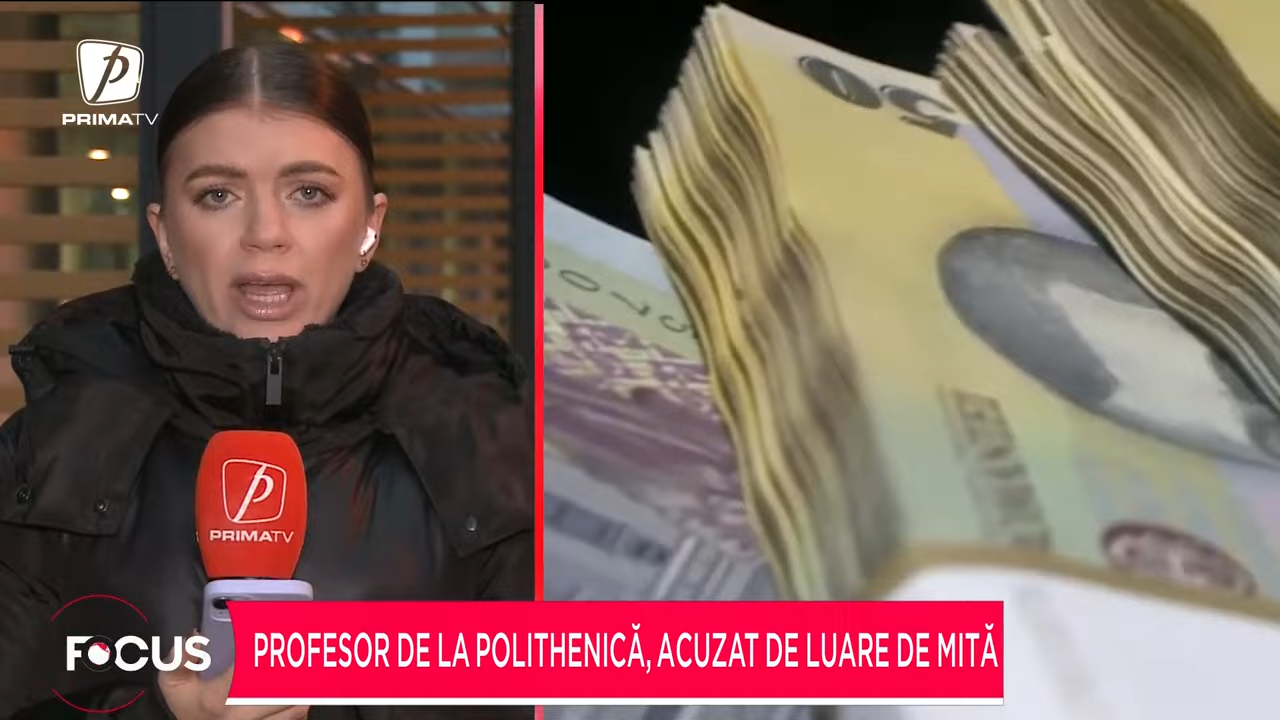 PRIMATV
PRIMATV
FOCUS
PROFESOR DE LA POLITHENICĂ, ACUZAT DE LUARE DE MITĂ